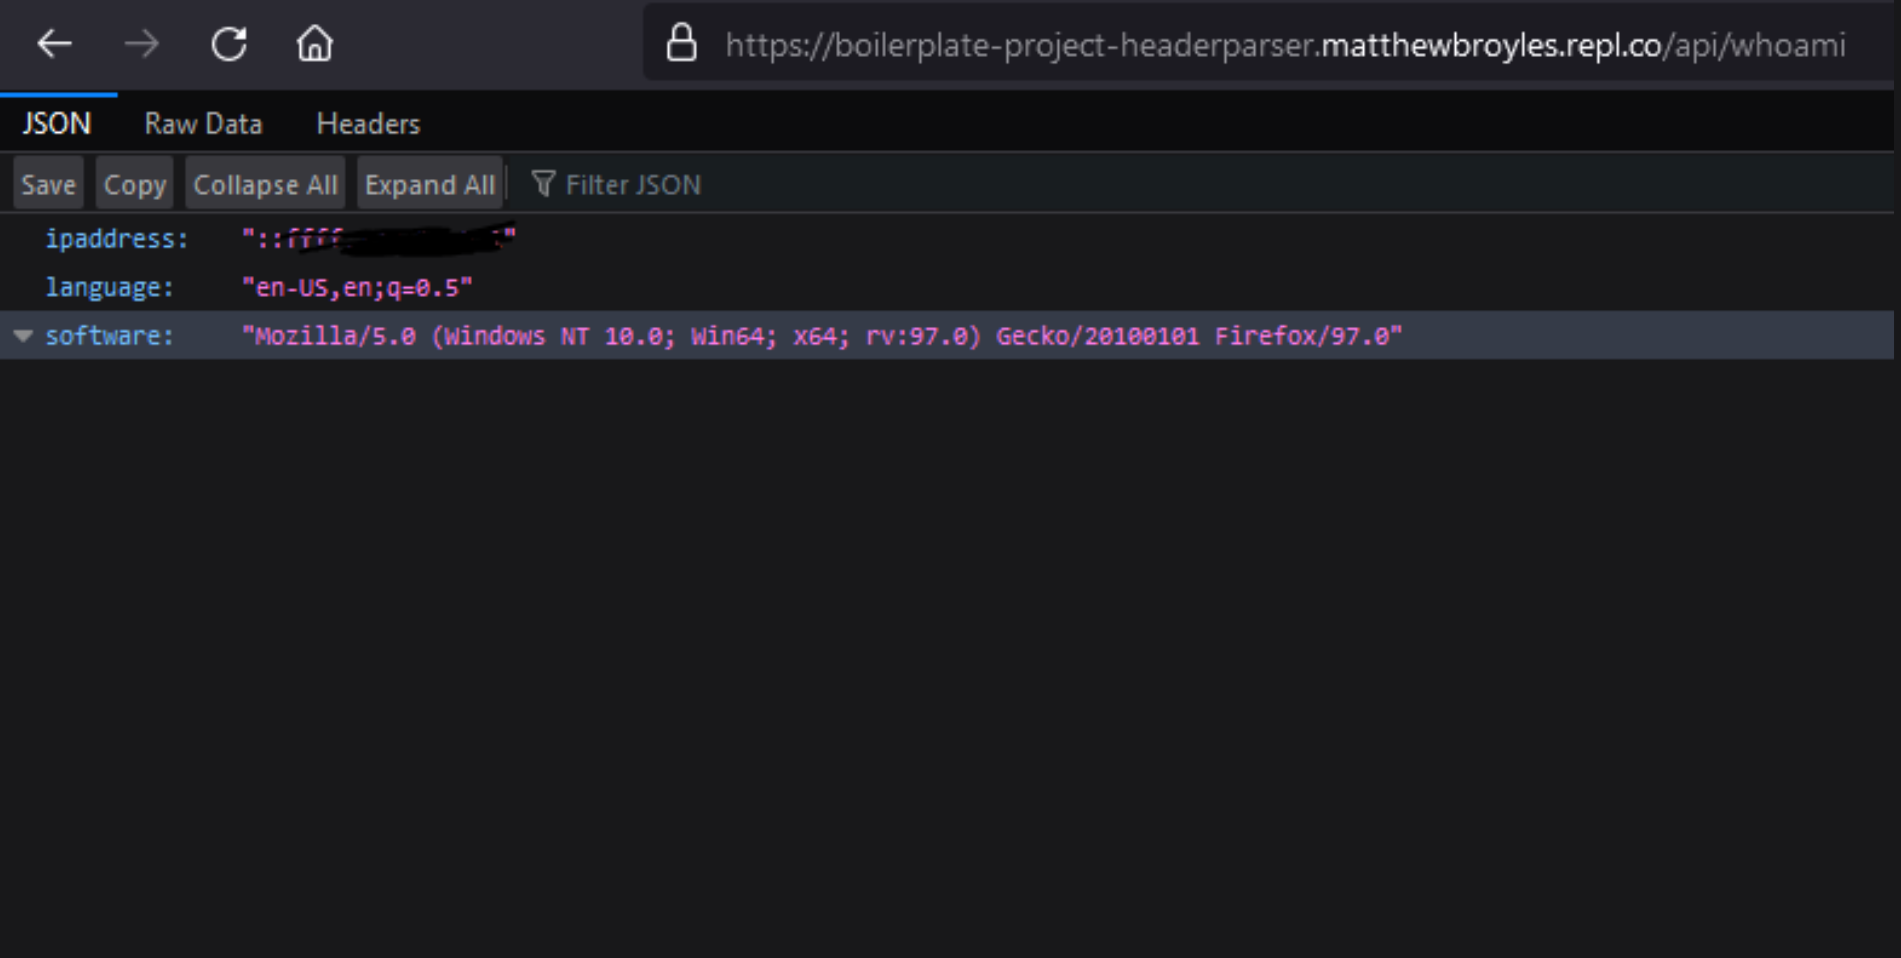 https://boilerplate-project-headerparser.matthewbroyles.repl.co/api/whoami
JSON Raw Data Headers
Save Copy Collapse All Expand All Filter JSON
ipaddress: "::ffff
language: "en-US,en;q=0.5"
software: "Mozilla/5.0 (Windows NT 10.0; Win64; x64; rv:97.0) Gecko/20100101 Firefox/97.0"